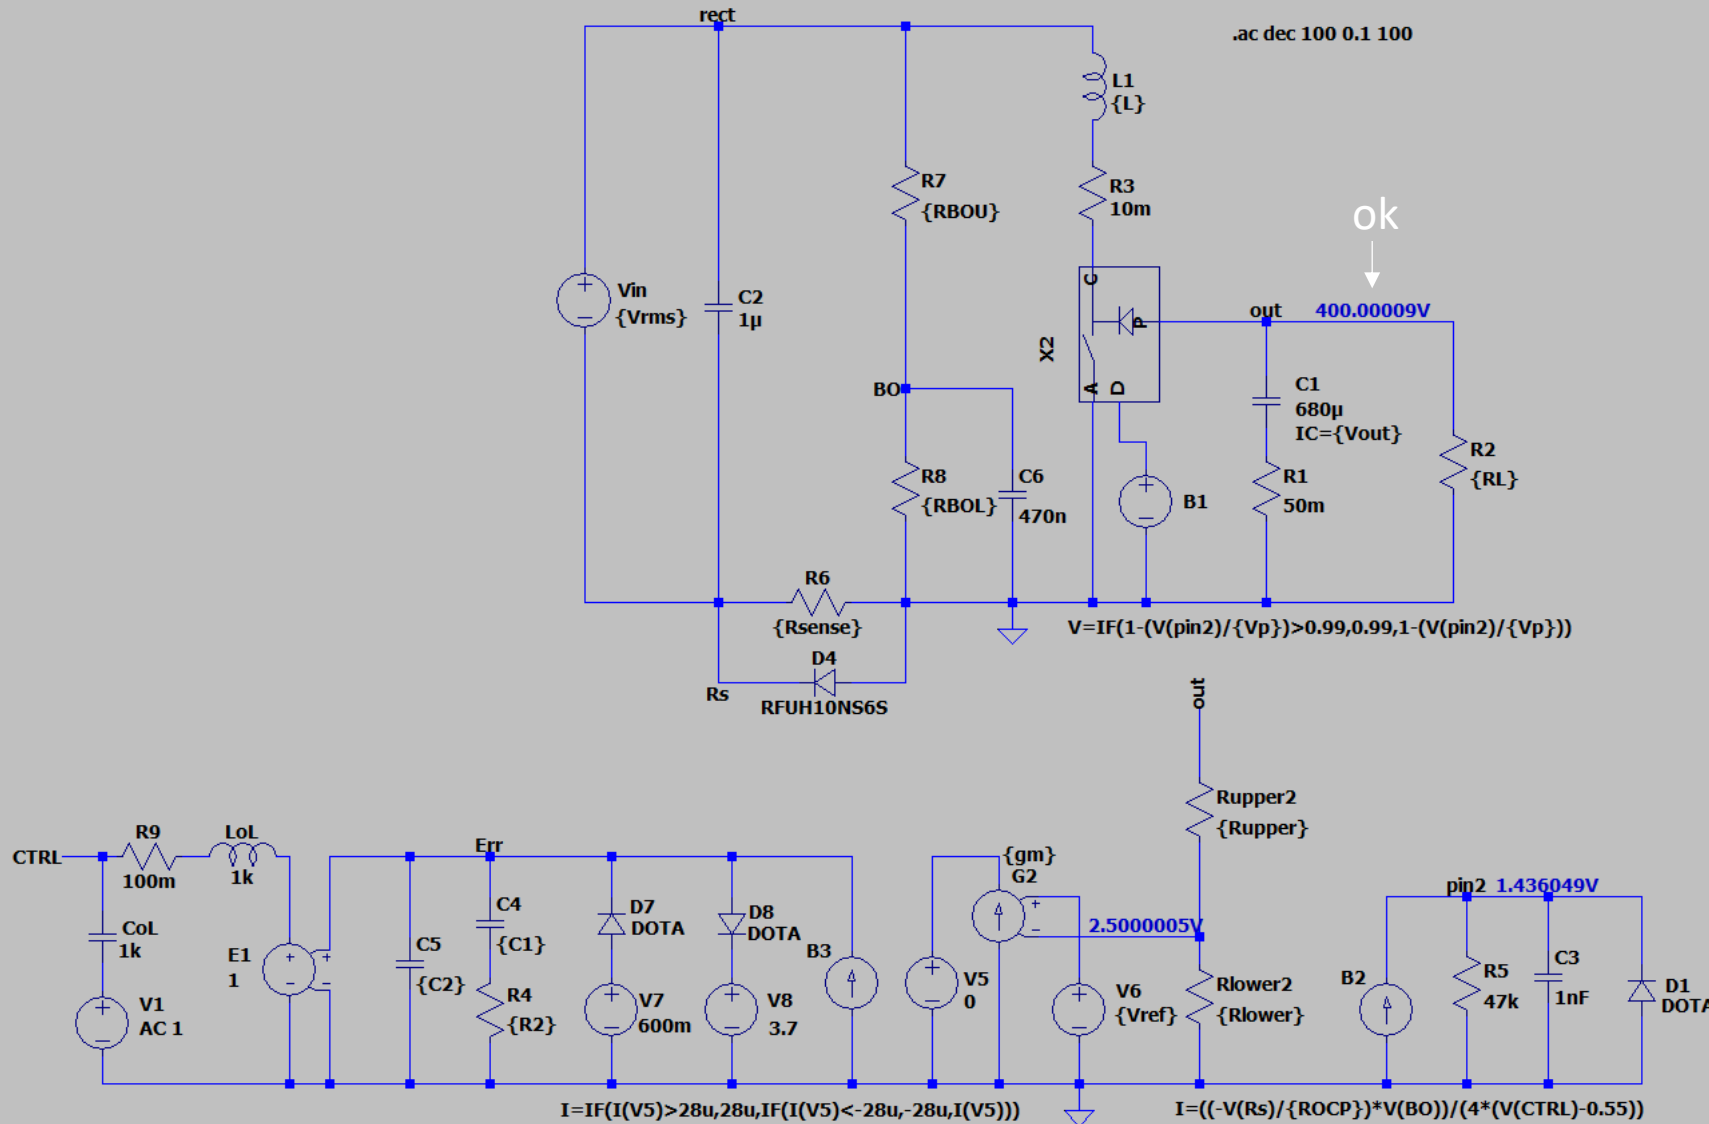 rect
.ac dec 100 0.1 100
L1
{L}
R7
{RBOU}
R3
10m
ok
Vin
{Vrms}
C2
1µ
C
P
X2
A
D
out
400.00009V
C1
680µ
IC={Vout}
BO
R8
{RBOL}
C6
470n
B1
R1
50m
R2
{RL}
R6
{Rsense}
V=IF(1-(V(pin2)/{Vp})>0.99,0.99,1-(V(pin2)/{Vp}))
D4
Rs
RFUH10NS6S
out
Rupper2
{Rupper}
CTRL
R9
100m
LoL
1k
Err
{gm}
G2
pin2
1.436049V
CoL
1k
E1
1
C5
{C2}
C4
{C1}
D7
DOTA
D8
DOTA
B3
2.5000005V
V1
AC 1
R4
{R2}
V7
600m
V8
3.7
V5
0
V6
{Vref}
Rlower2
{Rlower}
B2
R5
47k
C3
1nF
D1
DOTA
I=IF(I(V5)>28u,28u,IF(I(V5)<-28u,-28u,I(V5)))
I=((-V(Rs)/{ROCP})*V(BO))/(4*(V(CTRL)-0.55))